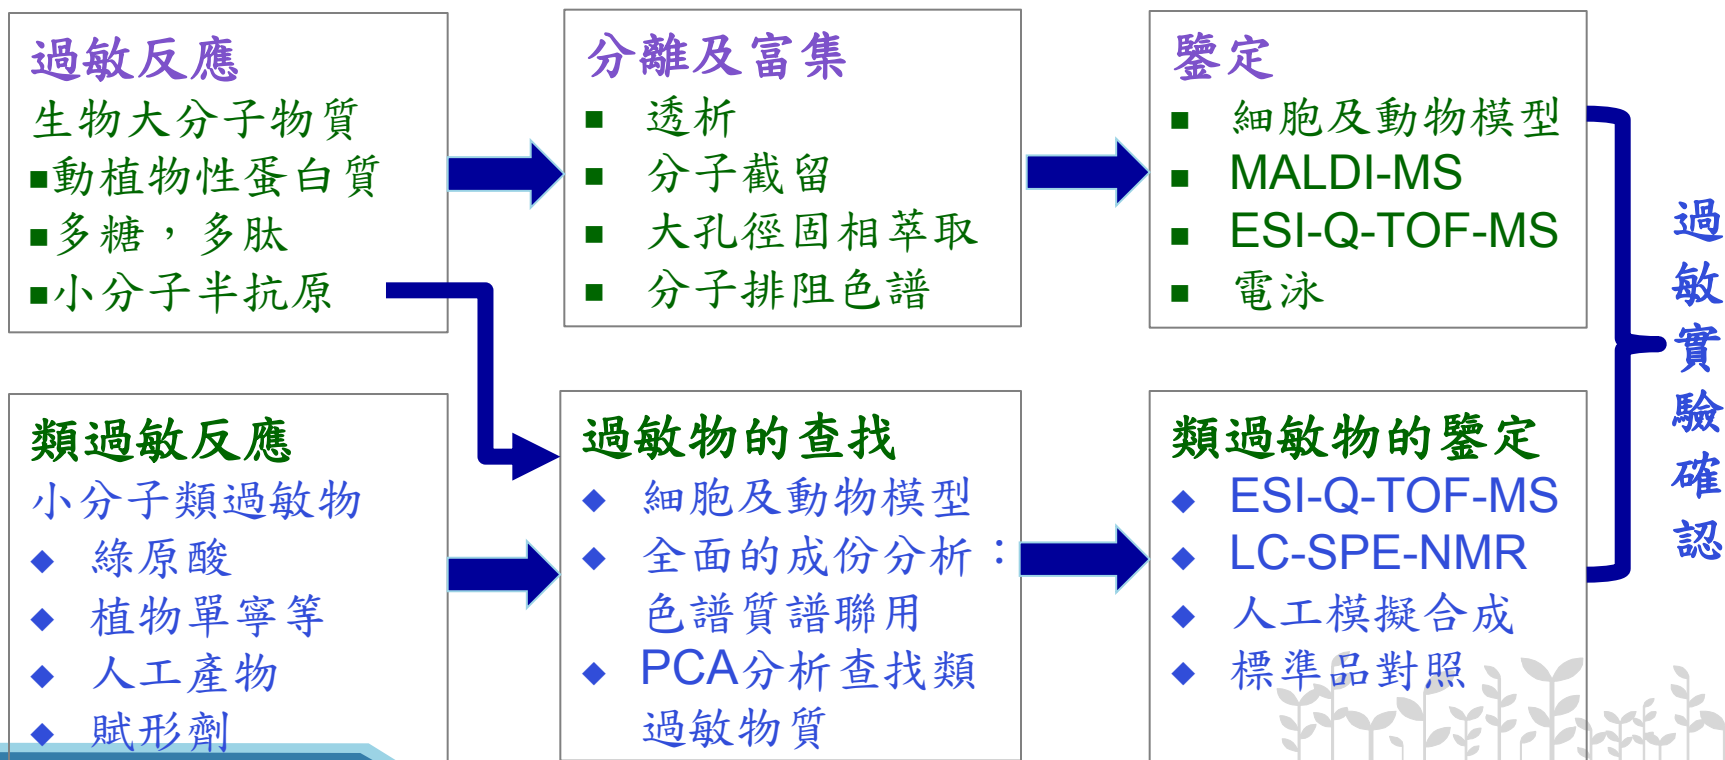 過敏反應
生物大分子物質
■動植物性蛋白質
■多糖，多肽
■小分子半抗原
分離及富集
■ 透析
■ 分子截留
■ 大孔徑固相萃取
■ 分子排阻色譜
鑒定
■ 細胞及動物模型
■ MALDI-MS
■ ESI-Q-TOF-MS
■ 電泳
類過敏反應
小分子類過敏物
◆ 綠原酸
◆ 植物單寧等
◆ 人工產物
◆ 賦形劑
過敏物的查找
◆ 細胞及動物模型
◆ 全面的成份分析：
色譜質譜聯用
◆ PCA分析查找類
過敏物質
類過敏物的鑒定
◆ ESI-Q-TOF-MS
◆ LC-SPE-NMR
◆ 人工模擬合成
◆ 標準品對照
過敏實驗確認